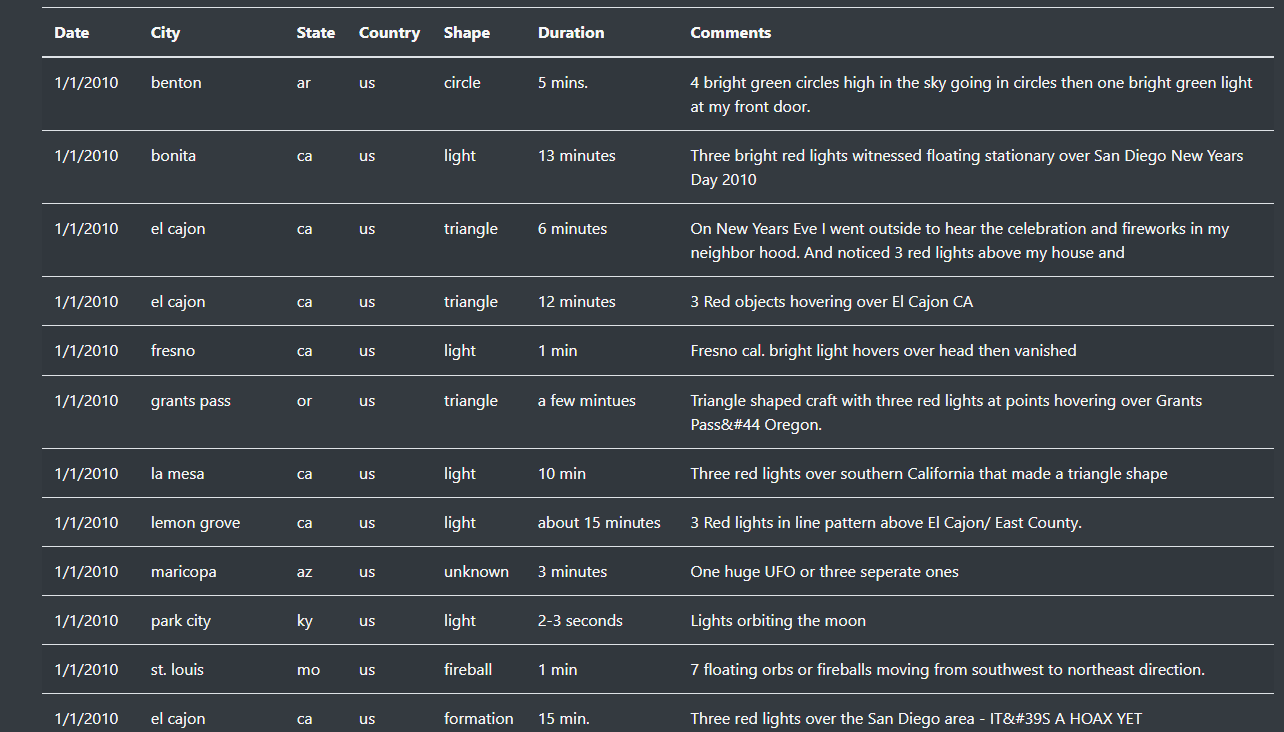 Date City State Country Shape Duration Comments
1/1/2010 benton ar us circle 5 mins. 4 bright green circles high in the sky going in circles then one bright green light
at my front door.
1/1/2010 bonita ca us light 13 minutes Three bright red lights witnessed floating stationary over San Diego New Years
Day 2010
1/1/2010 el cajon ca us triangle 6 minutes On New Years Eve I went outside to hear the celebration and fireworks in my
neighbor hood. And noticed 3 red lights above my house and
1/1/2010 el cajon ca us triangle 12 minutes 3 Red objects hovering over El Cajon CA
1/1/2010 fresno ca us light 1 min Fresno cal. bright light hovers over head then vanished
1/1/2010 grants pass or us triangle a few mintues Triangle shaped craft with three red lights at points hovering over Grants
Pass&#44 Oregon.
1/1/2010 la mesa ca us light 10 min Three red lights over southern California that made a triangle shape
1/1/2010 lemon grove ca us light about 15 minutes 3 Red lights in line pattern above El Cajon/ East County.
1/1/2010 maricopa az us unknown 3 minutes One huge UFO or three seperate ones
1/1/2010 park city ky us light 2-3 seconds Lights orbiting the moon
1/1/2010 st. louis mo us fireball 1 min 7 floating orbs or fireballs moving from southwest to northeast direction.
1/1/2010 el cajon ca us formation 15 min. Three red lights over the San Diego area - IT&#39S A HOAX YET